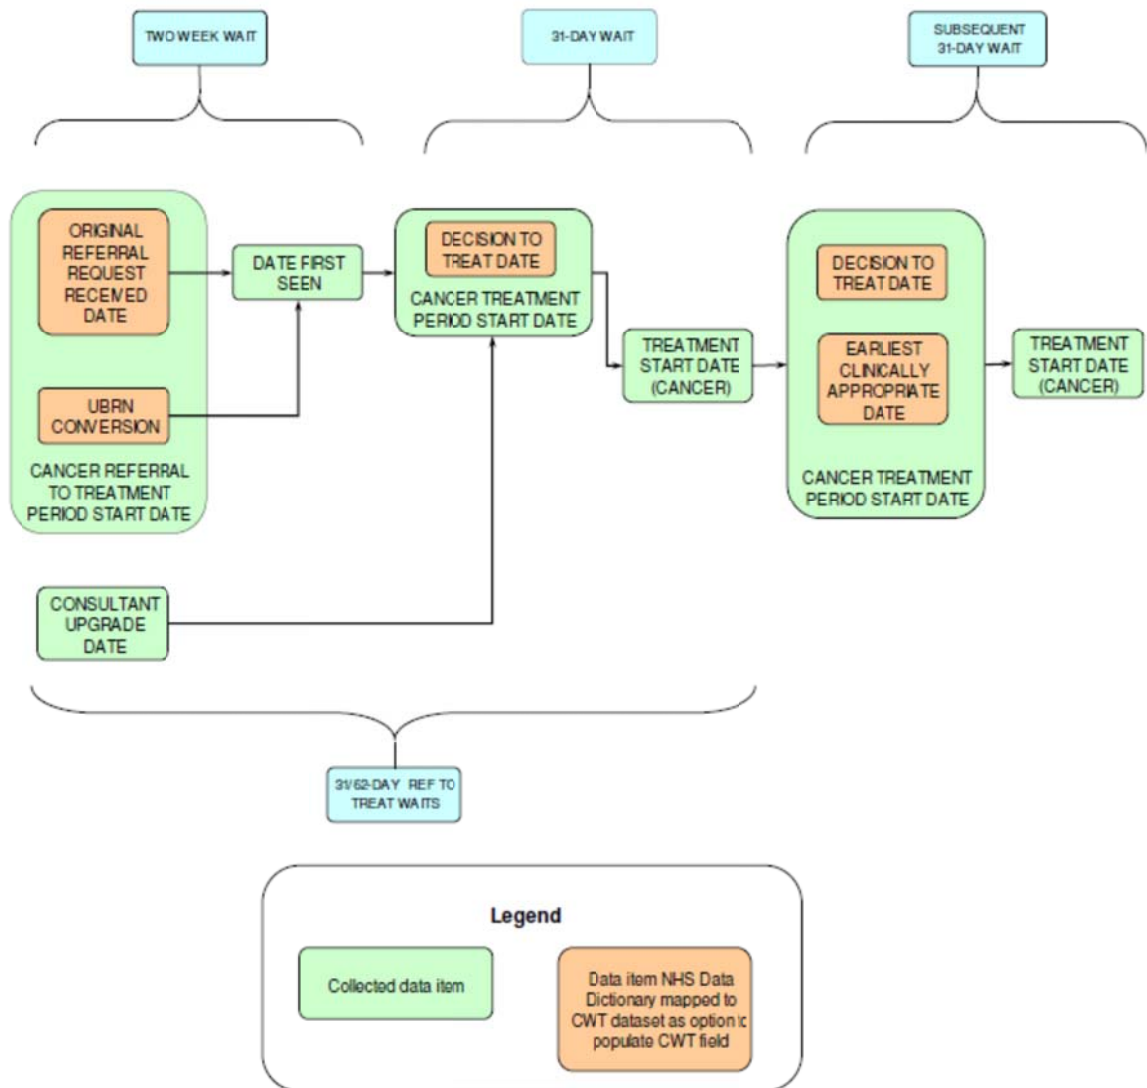 TWO WEEK WAIT
31-DAY WAIT
SUBSEQUENT
31-DAY WAIT
ORIGINAL
REFERRAL
REQUEST
RECEIVED
DATE
UBRN
CONVERSION
CANCER REFERRAL
TO TREATMENT
PERIOD START DATE
DATE FIRST
SEEN
DECISION TO
TREAT DATE
CANCER TREATMENT
PERIOD START DATE
TREATMENT
START DATE
(CANCER)
DECISION TO
TREAT DATE
EARLIEST
CLINICALLY
APPROPRIATE
DATE
CANCER TREATMENT
PERIOD START DATE
TREATMENT
START DATE
(CANCER)
CONSULTANT
UPGRADE
DATE
31/62-DAY REF TO
TREAT WAITS
Legend
Collected data item
Data item NHS Data
Dictionary mapped to
CWT dataset as option to
populate CWT field